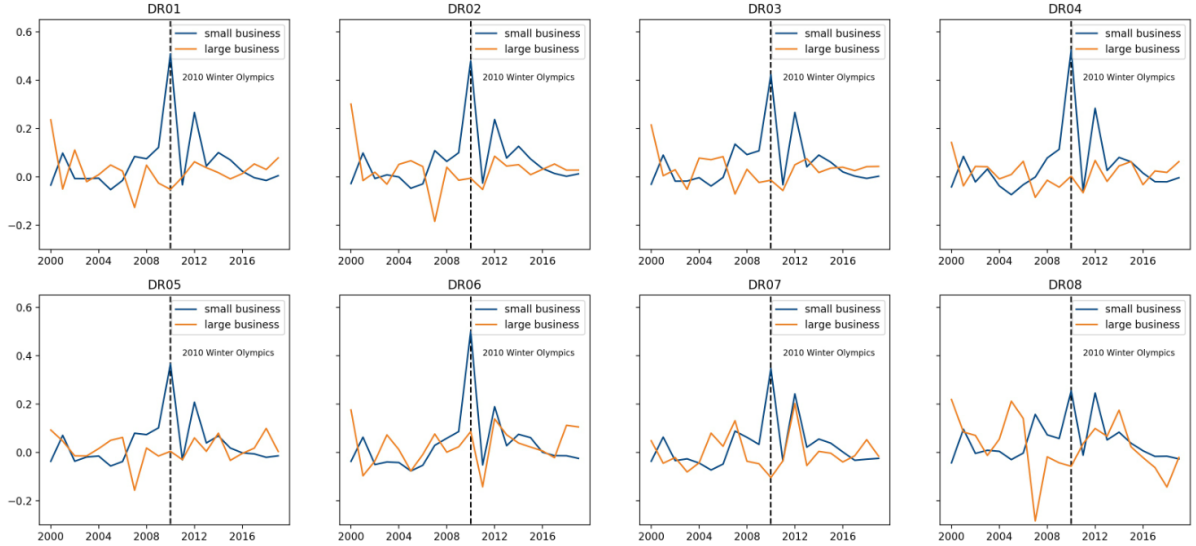 DR01
DR02
DR03
DR04
0.6
0.4
0.2
0.0
−0.2
small business
large business
2010 Winter Olympics
small business
large business
2010 Winter Olympics
small business
large business
2010 Winter Olympics
small business
large business
2010 Winter Olympics
2000 2004 2008 2012 2016
2000 2004 2008 2012 2016
2000 2004 2008 2012 2016
2000 2004 2008 2012 2016
DR05
DR06
DR07
DR08
0.6
0.4
0.2
0.0
−0.2
small business
large business
2010 Winter Olympics
small business
large business
2010 Winter Olympics
small business
large business
2010 Winter Olympics
small business
large business
2010 Winter Olympics
2000 2004 2008 2012 2016
2000 2004 2008 2012 2016
2000 2004 2008 2012 2016
2000 2004 2008 2012 2016